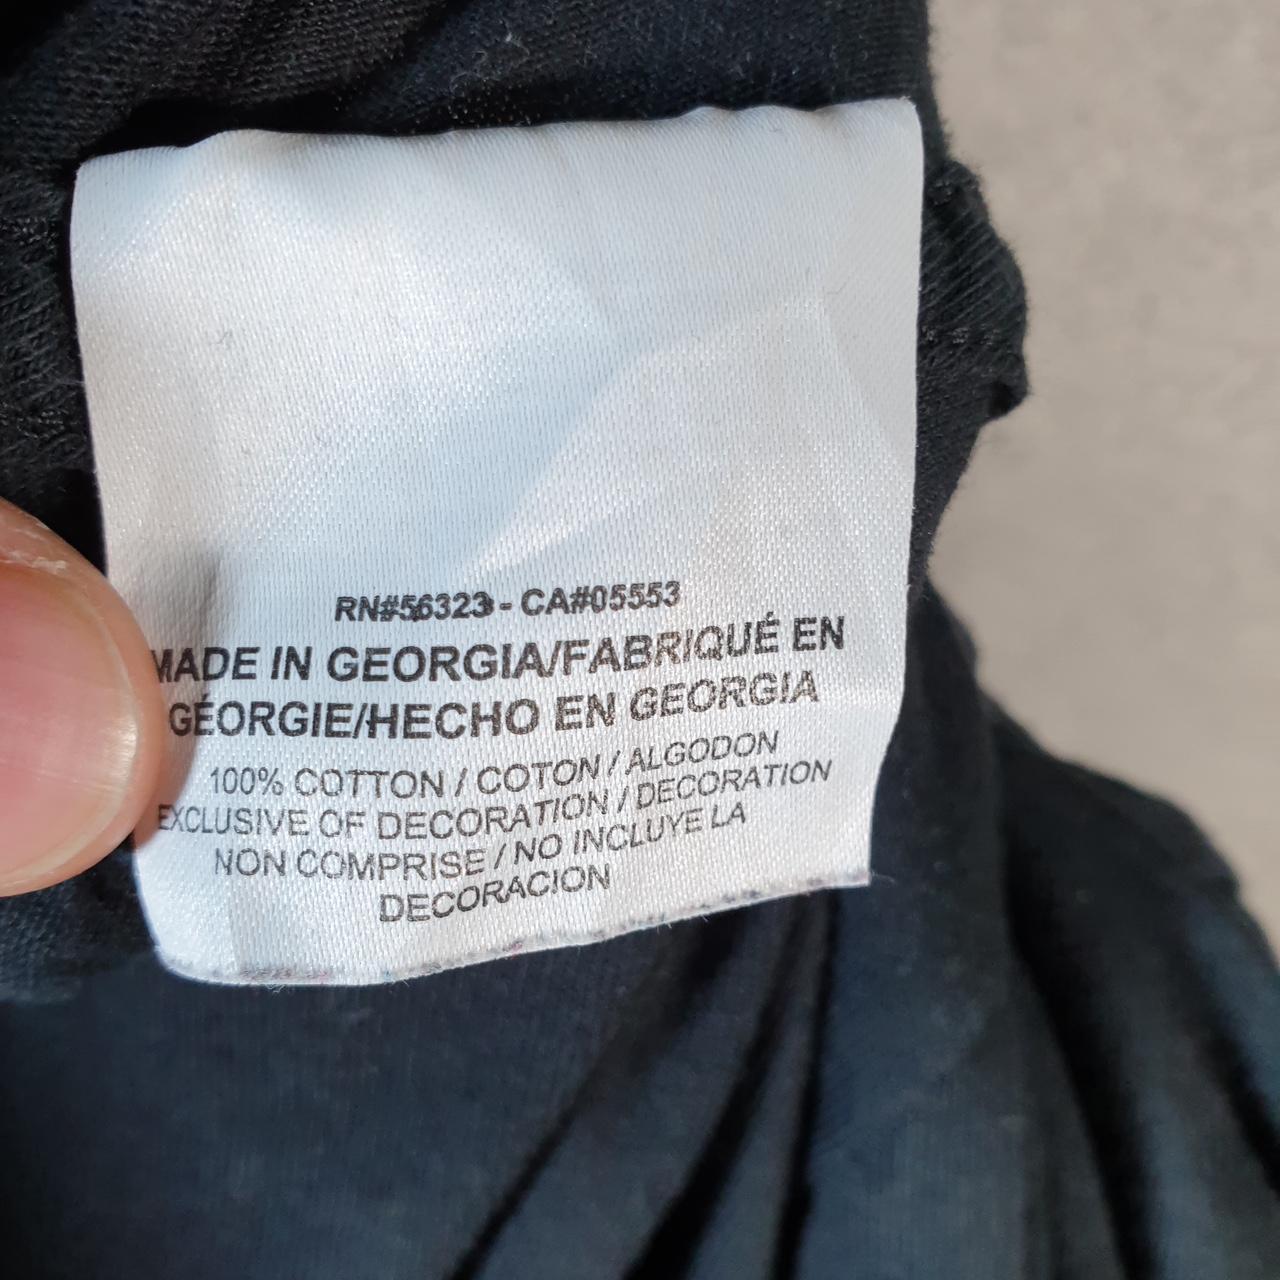 RN#56323 - CA#05553
MADE IN GEORGIA/FABRIQUÉ EN
GÉORGIE/HECHO EN GEORGIA
100% COTTON / COTON / ALGODON
EXCLUSIVE OF DECORATION / DECORATION
NON COMPRISE / NO INCLUYE LA
DECORACION